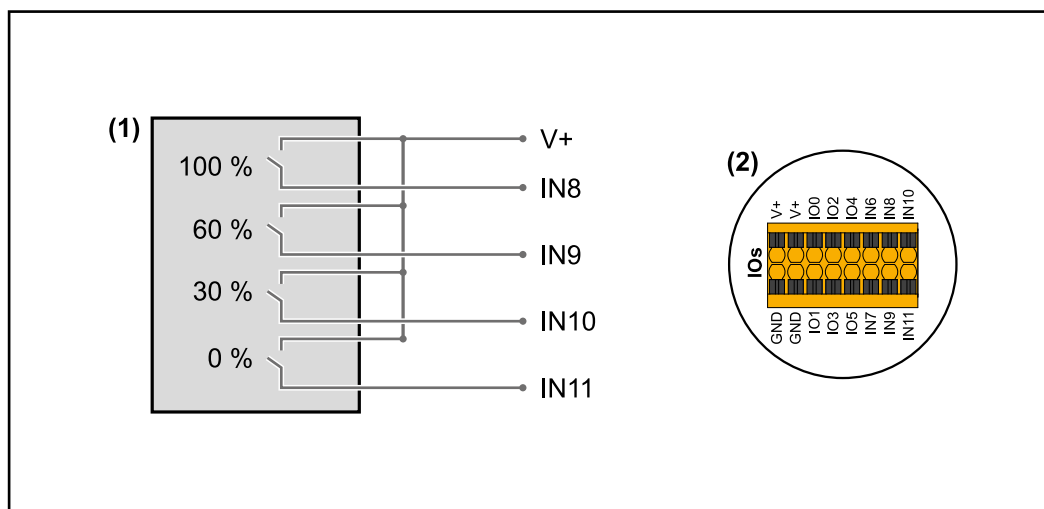 (1)
100 %
60 %
30 %
0 %
V+
IN8
IN9
IN10
IN11
(2)
IOs
V+
V+
IO0
IO2
IO4
IN6
IN8
IN10
GND
GND
IO1
IO3
IO5
IN7
IN9
IN11